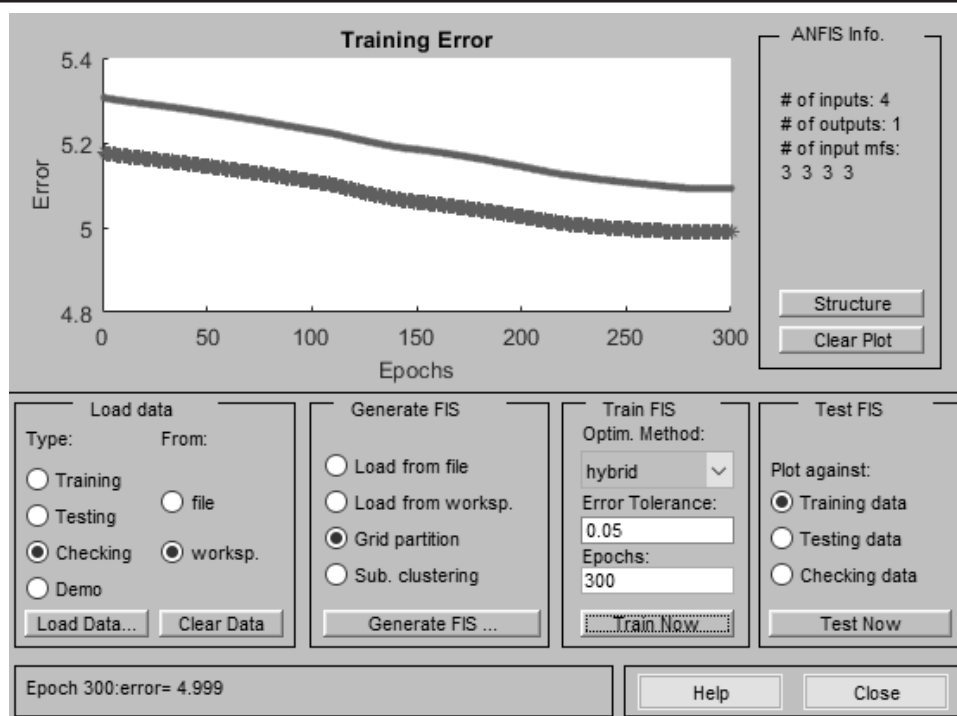 Training Error
5.4
5.2
5
4.8
Error
0
50
100
150
200
250
300
Epochs
ANFIS Info.
# of inputs: 4
# of outputs: 1
# of input mfs:
3 3 3 3
Structure
Clear Plot
Load data
Type:
From:
Training
Testing
Checking
Demo
file
worksp.
Load Data...
Clear Data
Generate FIS
Load from file
Load from worksp.
Grid partition
Sub. clustering
Generate FIS ...
Train FIS
Optim. Method:
hybrid
Error Tolerance:
0.05
Epochs:
300
Train Now
Test FIS
Plot against:
Training data
Testing data
Checking data
Test Now
Epoch 300:error= 4.999
Help
Close